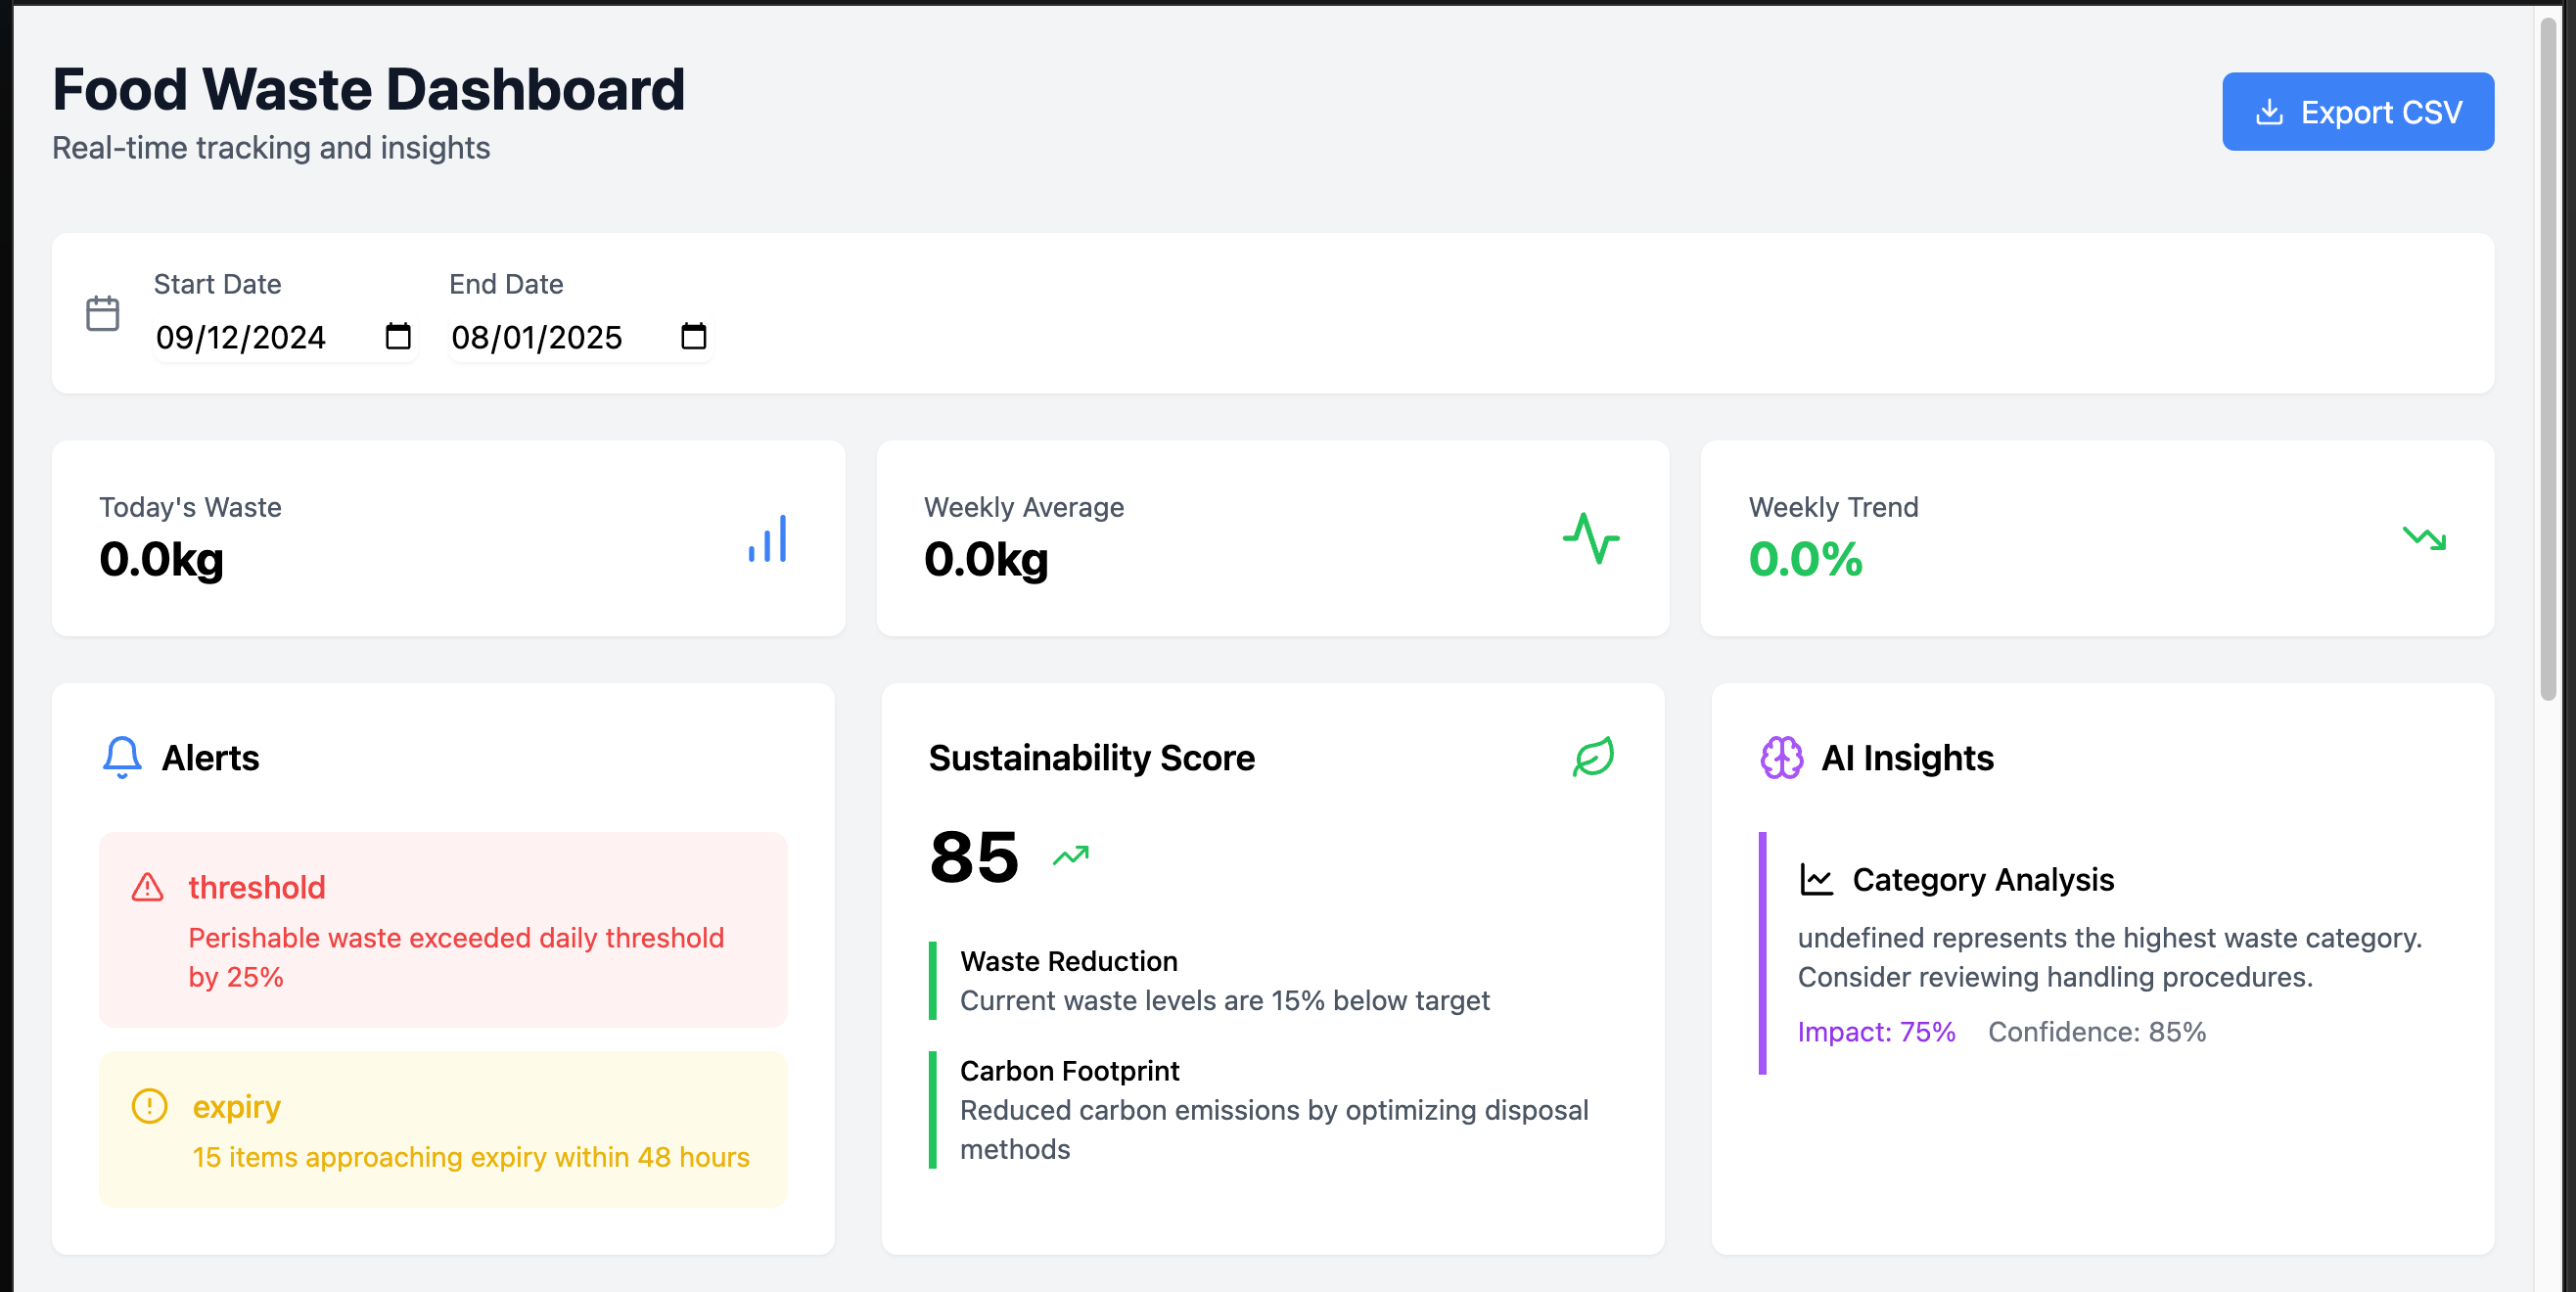 Food Waste Dashboard
Real-time tracking and insights
Export CSV
Start Date
End Date
09/12/2024
08/01/2025
Today's Waste
0.0kg
Weekly Average
0.0kg
Weekly Trend
0.0%
Alerts
threshold
Perishable waste exceeded daily threshold
by 25%
expiry
15 items approaching expiry within 48 hours
Sustainability Score
85
Waste Reduction
Current waste levels are 15% below target
Carbon Footprint
Reduced carbon emissions by optimizing disposal
methods
AI Insights
Category Analysis
undefined represents the highest waste category.
Consider reviewing handling procedures.
Impact: 75% Confidence: 85%